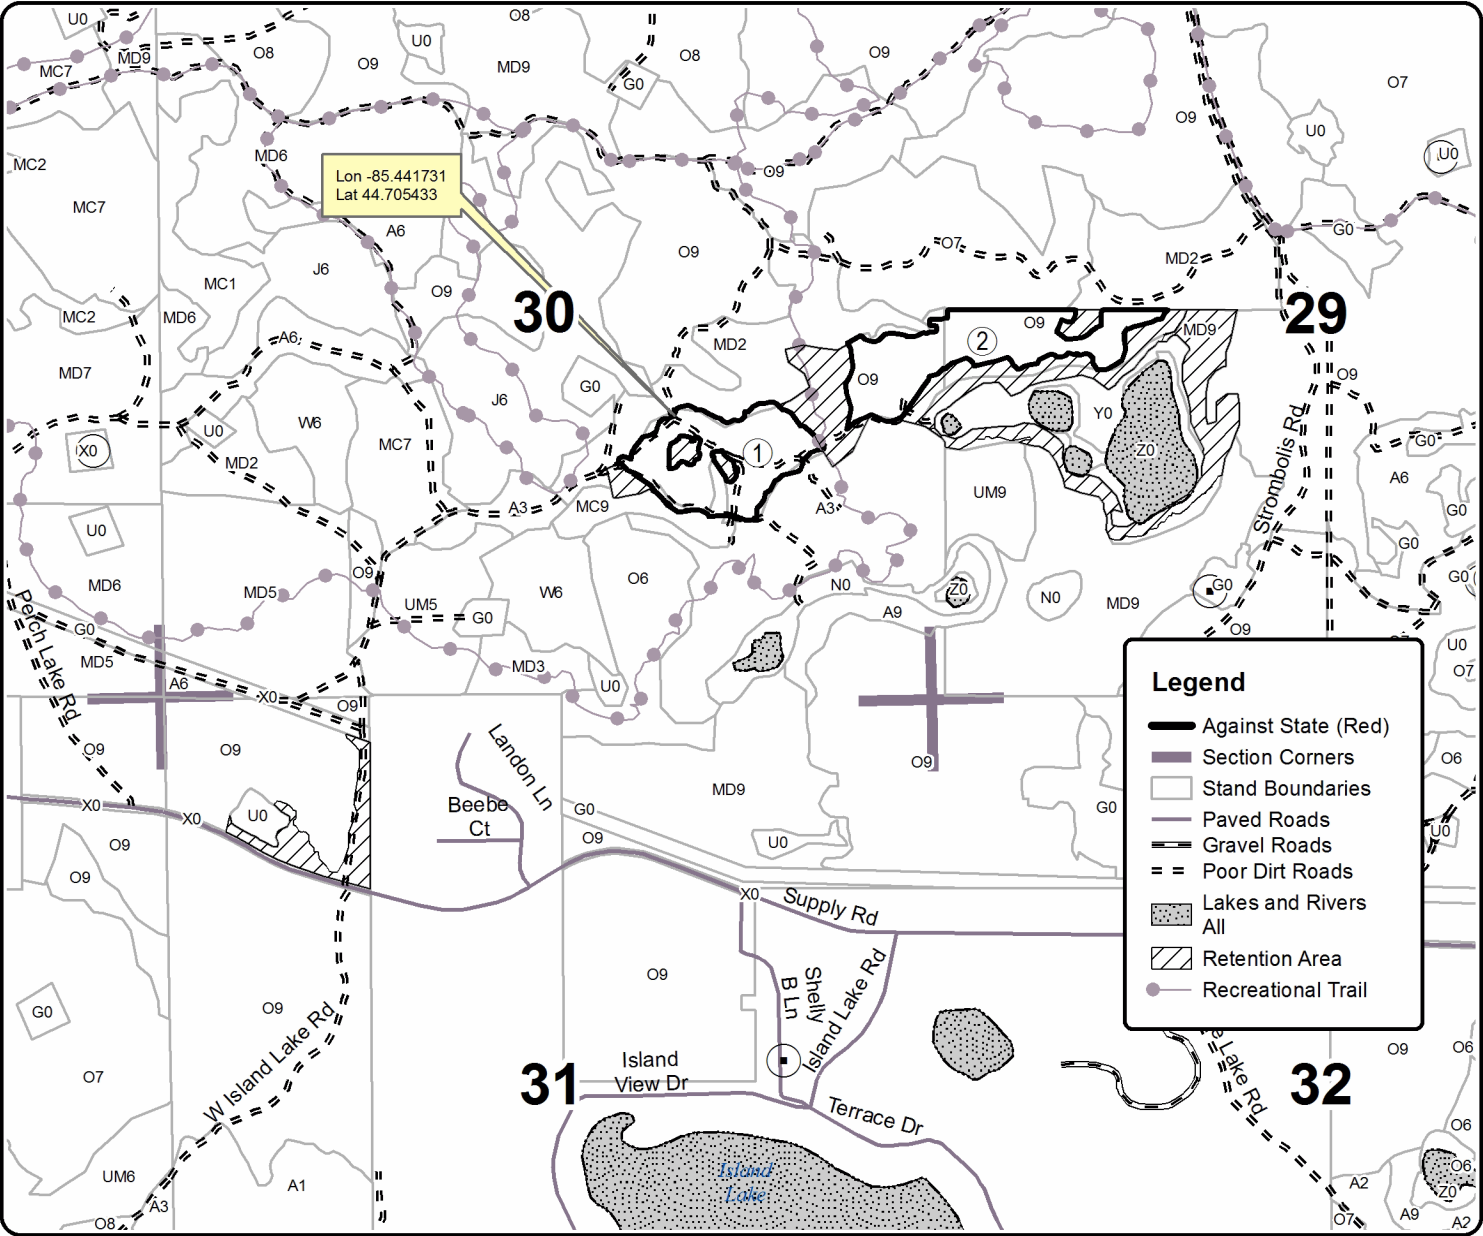 U0
O8
U0
O8
O9
O8
O9
MD9
MC7
O9
MD9
G0
O7
O9
U0
U0
MC2
MD6
O9
Lon -85.441731
Lat 44.705433
MC7
A6
G0
O9
O7
MD2
J6
MC1
O9
30
29
MC2
MD6
A6
MD2
O9
2
MD9
MD7
G0
O9
O9
J6
Y0
W6
U0
MC7
1
Z0
G0
X0
MD2
A6
UM9
Strombolis Rd
A3
MC9
A3
G0
U0
G0
O9
O6
MD6
MD5
W6
N0
Z0
G0
G0
UM5
N0
MD9
G0
A9
Perch Lake Rd
G0
O9
MD5
MD3
U0
O7
A6
X0
U0
O9
Legend
Against State (Red)
Section Corners
Stand Boundaries
Paved Roads
Gravel Roads
Poor Dirt Roads
Lakes and Rivers
All
Retention Area
Recreational Trail
O9
O9
Landon Ln
O9
O6
MD9
X0
Beebe
Ct
G0
G0
X0
U0
O9
O9
U0
U0
O9
X0
Supply Rd
O9
Shelly
B Ln
Island Lake Rd
G0
O9
W Island Lake Rd
e Lake Rd
O9
O6
Island
View Dr
O7
31
32
Terrace Dr
O6
Island
Lake
UM6
A1
O6
A2
Z0
A3
O8
O7
A9
A2